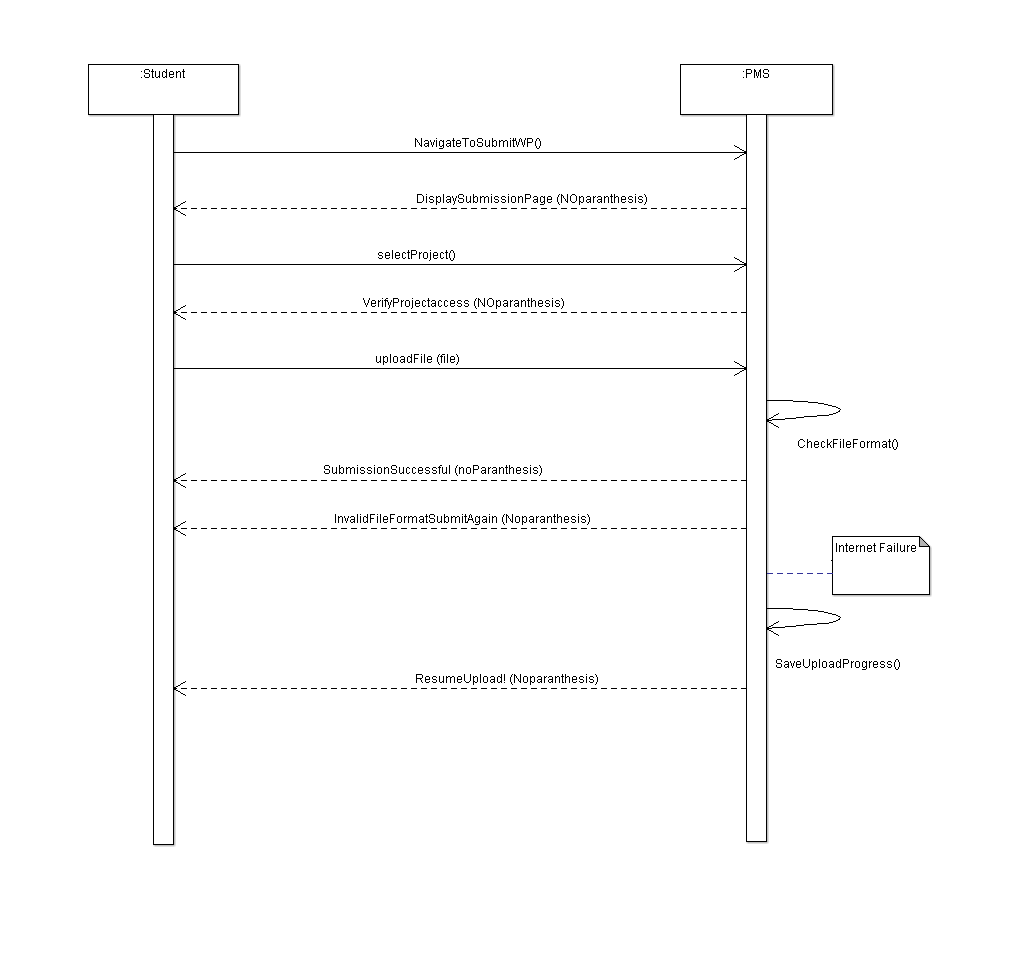 :Student
:PMS
NavigateToSubmitWP()
DisplaySubmissionPage (NOparanthesis)
selectProject()
VerifyProjectaccess (NOparanthesis)
uploadFile (file)
CheckFileFormat()
SubmissionSuccessful (noParanthesis)
InvalidFileFormatSubmitAgain (Noparanthesis)
Internet Failure
SaveUploadProgress()
ResumeUpload! (Noparanthesis)